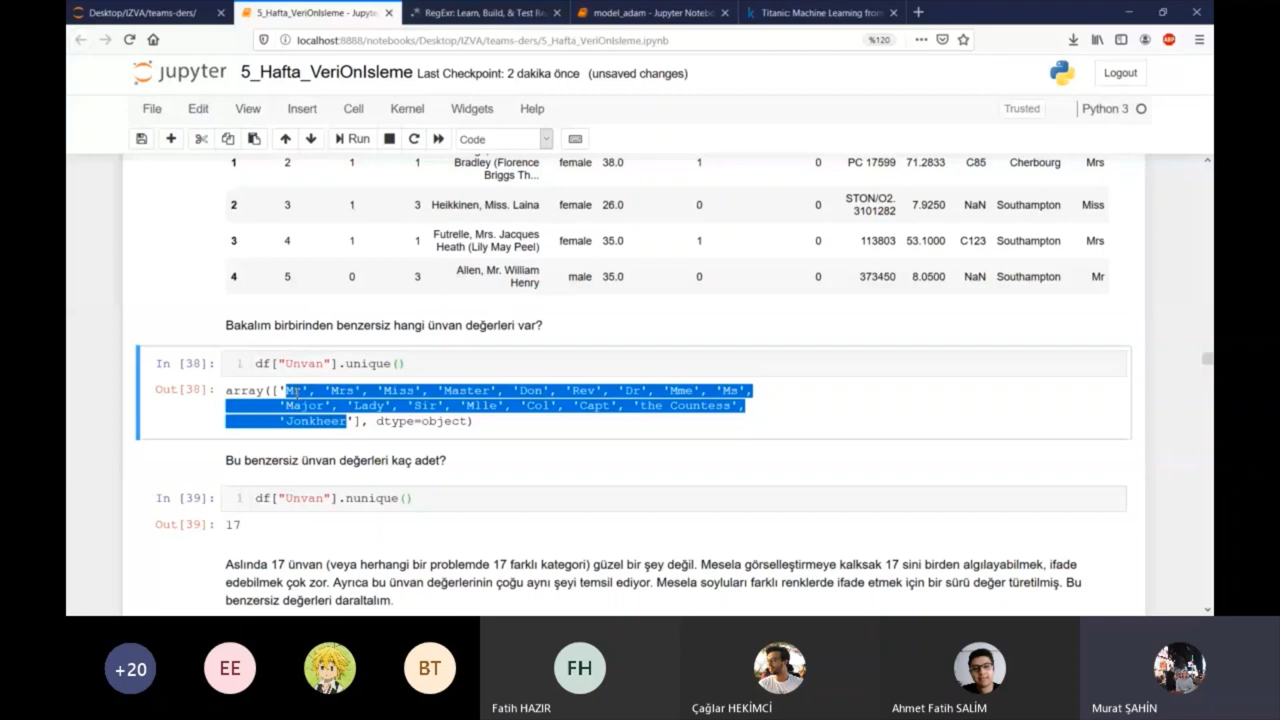 Desktop/IZVA/teams-ders/
5_Hafta_VeriOnIsleme - Jupyte
RegExr: Learn, Build, & Test Re
model_adam - Jupyter Noteb
Titanic: Machine Learning from
localhost:8888/notebooks/Desktop/IZVA/teams-ders/5_Hafta_VeriOnIsleme.ipynb
%120
ABP
jupyter 5_Hafta_VeriOnIsleme Last Checkpoint: 2 dakika önce (unsaved changes)
Logout
File Edit View Insert Cell Kernel Widgets Help
Trusted
Python 3
Run
Code
1 2 1 1 Bradley (Florence Briggs Th... female 38.0 1 0 PC 17599 71.2833 C85 Cherbourg Mrs
2 3 1 3 Heikkinen, Miss. Laina female 26.0 0 0 STON/O2. 3101282 7.9250 NaN Southampton Miss
3 4 1 1 Futrelle, Mrs. Jacques Heath (Lily May Peel) female 35.0 1 0 113803 53.1000 C123 Southampton Mrs
4 5 0 3 Allen, Mr. William Henry male 35.0 0 0 373450 8.0500 NaN Southampton Mr
Bakalım birbirinden benzersiz hangi ünvan değerleri var?
In [38]: 1 df["Unvan"].unique()
Out[38]: array(['Mr', 'Mrs', 'Miss', 'Master', 'Don', 'Rev', 'Dr', 'Mme', 'Ms',
'Major', 'Lady', 'Sir', 'Mlle', 'Col', 'Capt', 'the Countess',
'Jonkheer'], dtype=object)
Bu benzersiz ünvan değerleri kaç adet?
In [39]: 1 df["Unvan"].nunique()
Out[39]: 17
Aslında 17 ünvan (veya herhangi bir problemde 17 farklı kategori) güzel bir şey değil. Mesela görselleştirmeye kalksak 17 sini birden algılayabilmek, ifade
edebilmek çok zor. Ayrıca bu ünvan değerlerinin çoğu aynı şeyi temsil ediyor. Mesela soyluları farklı renklerde ifade etmek için bir sürü değer türetilmiş. Bu
benzersiz değerleri daraltalım.
+20
EE
BT
FH
Fatih HAZIR
Çağlar HEKİMCİ
Ahmet Fatih SALİM
Murat ŞAHİN